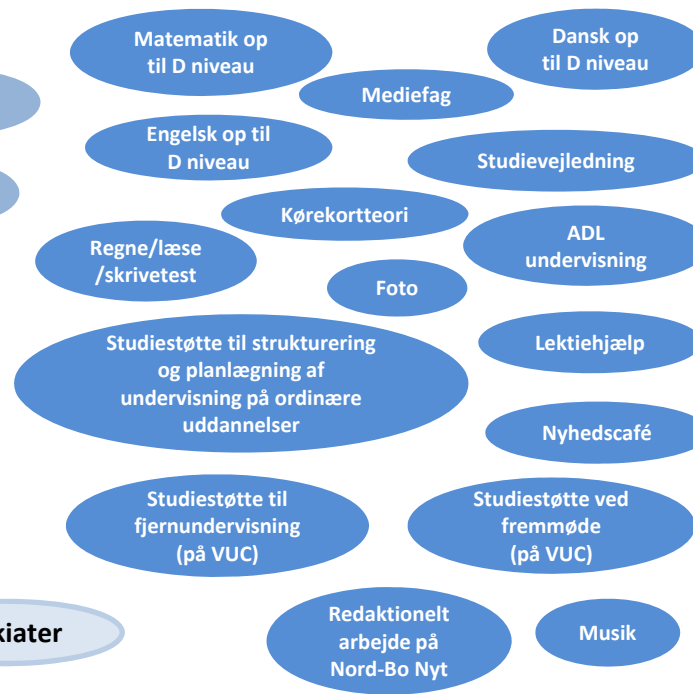 Matematik op
til D niveau
Dansk op
til D niveau
Mediefag
Engelsk op til
D niveau
Studievejledning
Kørekortteori
ADL
undervisning
Regne/læse
/skrivetest
Foto
Studiestøtte til strukturering
og planlægning af
undervisning på ordinære
uddannelser
Lektiehjælp
Nyhedscafé
Studiestøtte til
fjernundervisning
(på VUC)
Studiestøtte ved
fremmøde
(på VUC)
Redaktionelt
arbejde på
Nord-Bo Nyt
Musik
kiater